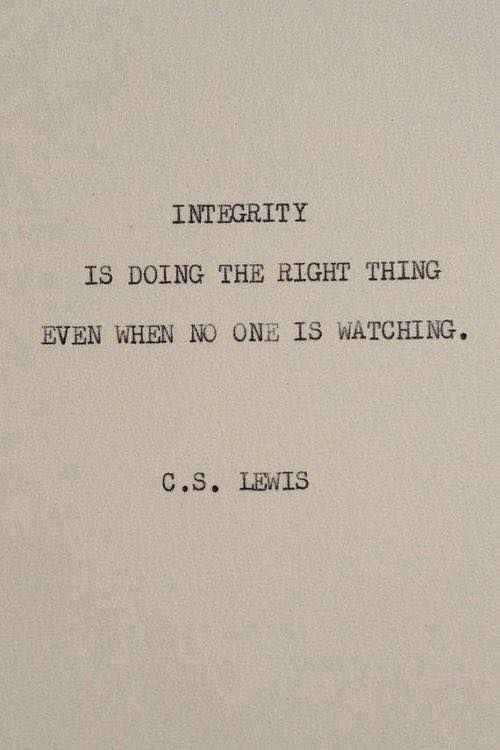 INTEGRITY
IS DOING THE RIGHT THING
EVEN WHEN NO ONE IS WATCHING.
C.S. LEWIS